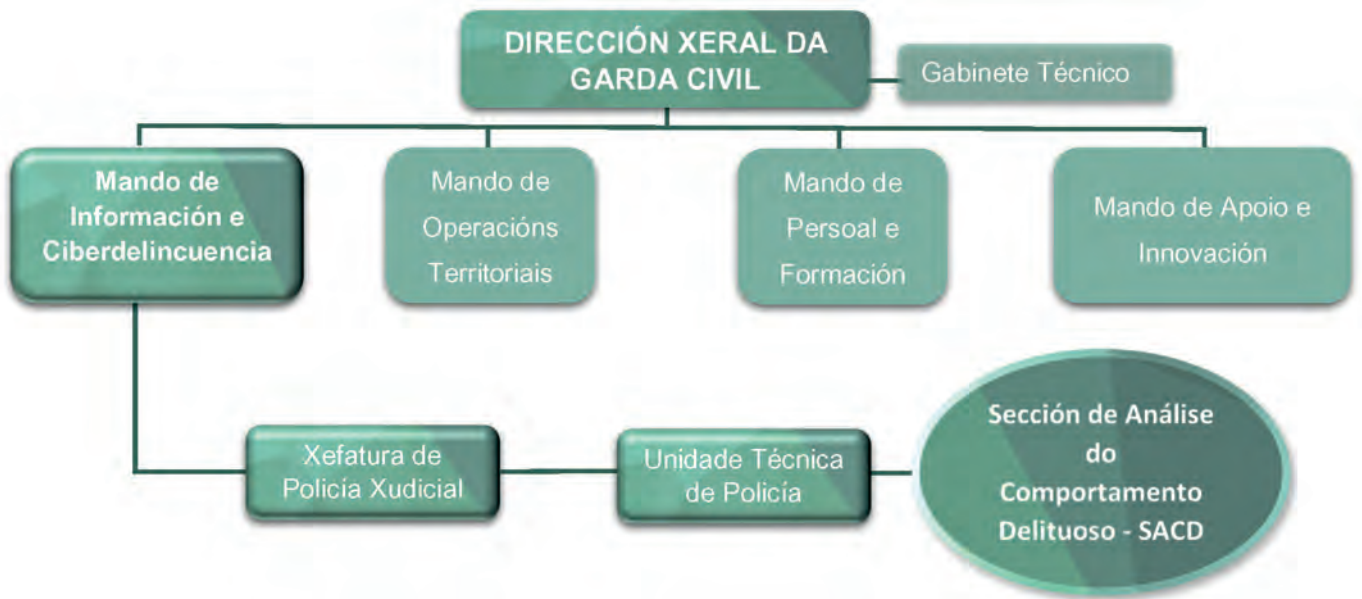 DIRECCIÓN XERAL DA
GARDA CIVIL
Gabinete Técnico
Mando de
Información e
Ciberdelincuencia
Mando de
Operacións
Territoriais
Mando de
Persoal e
Formación
Mando de Apoio e
Innovación
Xefatura de
Policía Xudicial
Unidade Técnica
de Policía
Sección de Análise
do
Comportamento
Delituoso - SACD